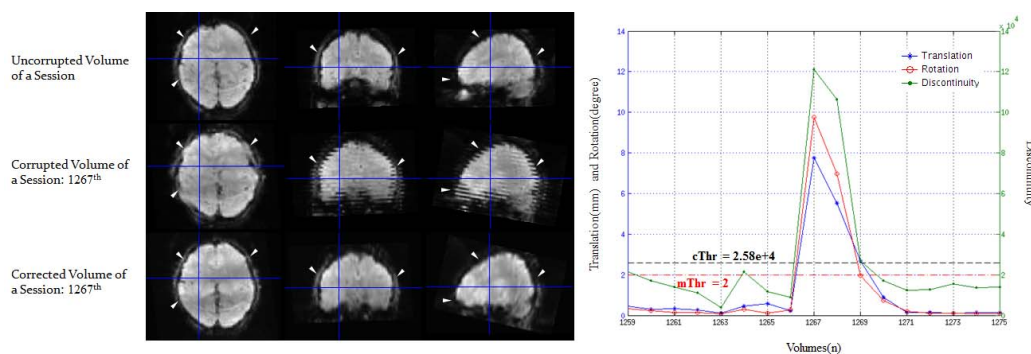 Uncorrupted Volume
of a Session
Corrupted Volume of
a Session: 1267th
Corrected Volume of
Session: 1267th
Translation(mm) and Rotation(degree)
14
12
10
8
6
4
2
0
1259
1261
1263
1265
1267
1269
1271
1273
1275
Volumes(n)
Translation
Rotation
Discontinuity
cThr = 2.58e+4
mThr = 2
x 10^4
14
12
10
8
6
4
2
0
Discontinuity